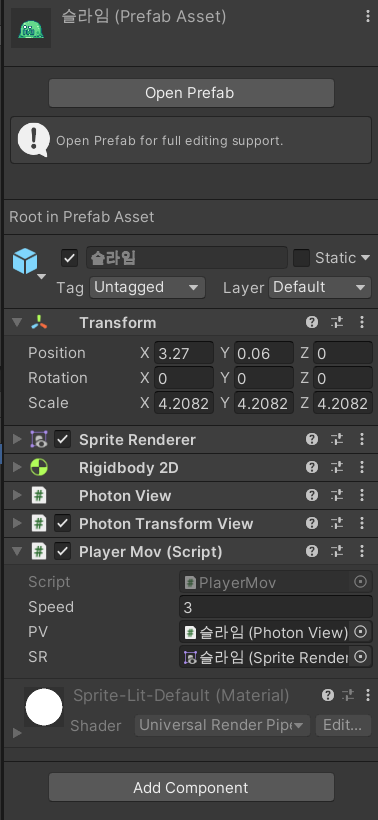 슬라임 (Prefab Asset)
Open Prefab
Open Prefab for full editing support.
Root in Prefab Asset
슬라임 Static
Tag Untagged Layer Default
Transform
Position X 3.27 Y 0.06 Z 0
Rotation X 0 Y 0 Z 0
Scale X 4.2082 Y 4.2082 Z 4.2082
Sprite Renderer
Rigidbody 2D
# Photon View
# Photon Transform View
# Player Mov (Script)
Script # PlayerMov
Speed 3
PV # 슬라임 (Photon View)
SR 슬라임 (Sprite Render
Sprite-Lit-Default (Material)
Shader Universal Render Pipe Edit...
Add Component